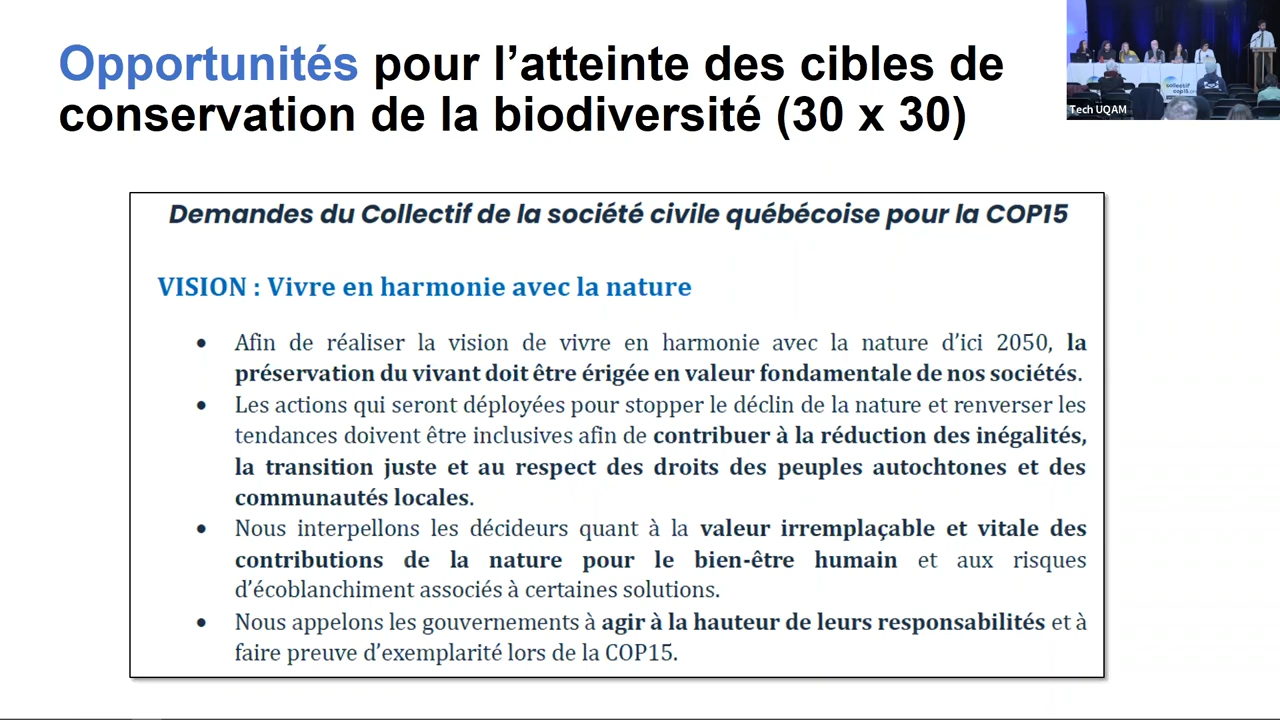 Opportunités pour l’atteinte des cibles de
conservation de la biodiversité (30 x 30)
Tech UQAM
collectif
cop15.org
Demandes du Collectif de la société civile québécoise pour la COP15
VISION : Vivre en harmonie avec la nature
• Afin de réaliser la vision de vivre en harmonie avec la nature d’ici 2050, la
préservation du vivant doit être érigée en valeur fondamentale de nos sociétés.
• Les actions qui seront déployées pour stopper le déclin de la nature et renverser les
tendances doivent être inclusives afin de contribuer à la réduction des inégalités,
la transition juste et au respect des droits des peuples autochtones et des
communautés locales.
• Nous interpellons les décideurs quant à la valeur irremplaçable et vitale des
contributions de la nature pour le bien-être humain et aux risques
d’écoblanchiment associés à certaines solutions.
• Nous appelons les gouvernements à agir à la hauteur de leurs responsabilités et à
faire preuve d’exemplarité lors de la COP15.